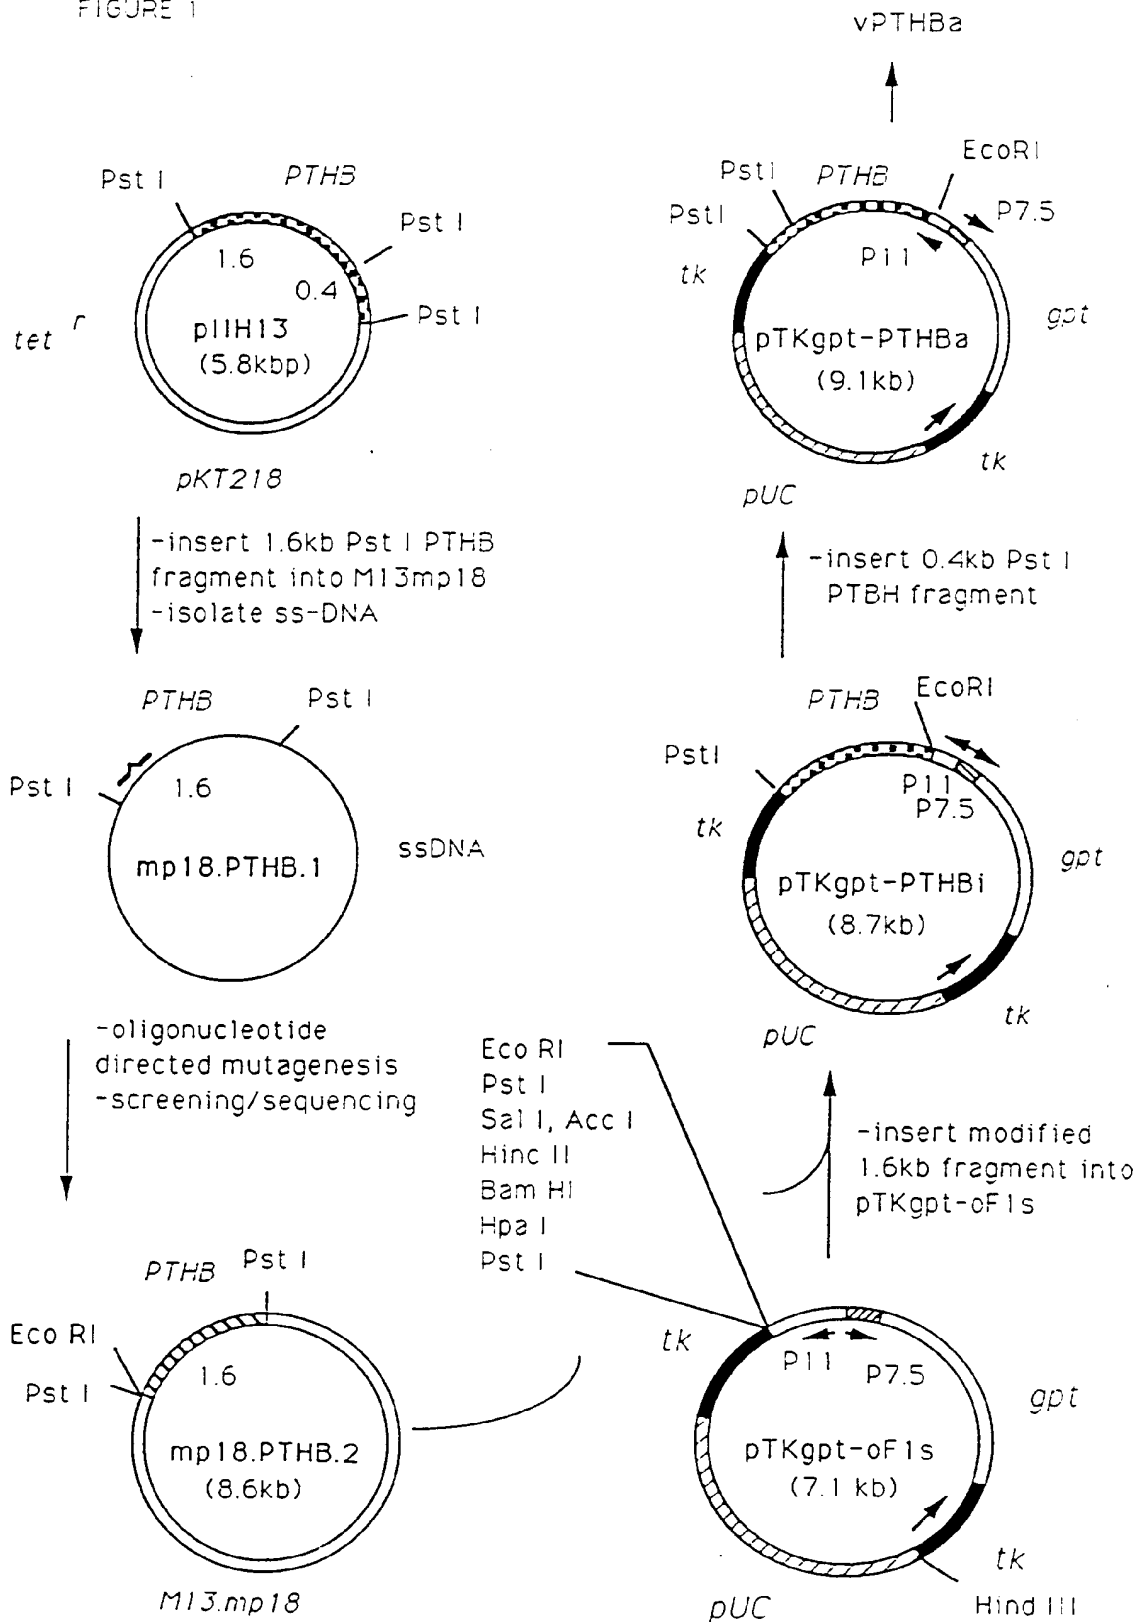 FIGURE 1
Pst I
PTHB
Pst I
1.6
0.4
Pst I
tet r
pIIH13
(5.8kbp)
pKT218
-insert 1.6kb Pst I PTHB
fragment into M13mp18
-isolate ss-DNA
PTHB
Pst I
Pst I
1.6
ssDNA
mp18.PTHB.1
-oligonucleotide
directed mutagenesis
-screening/sequencing
PTHB
Pst I
Eco RI
Pst I
1.6
mp18.PTHB.2
(8.6kb)
M13.mp18
Eco RI
Pst I
Sal I, Acc I
Hinc II
Bam HI
Hpa I
Pst I
tk
P11
P7.5
gpt
pTKgpt-oF1s
(7.1 kb)
tk
Hind III
pUC
-insert modified
1.6kb fragment into
pTKgpt-oF1s
PTHB
EcoRI
PstI
P11
P7.5
tk
gpt
pTKgpt-PTHBi
(8.7kb)
tk
pUC
-insert 0.4kb Pst I
PTBH fragment
vPTHBa
EcoRI
PstI
PTHB
PstI
P7.5
P11
tk
gpt
pTKgpt-PTHBa
(9.1kb)
tk
pUC